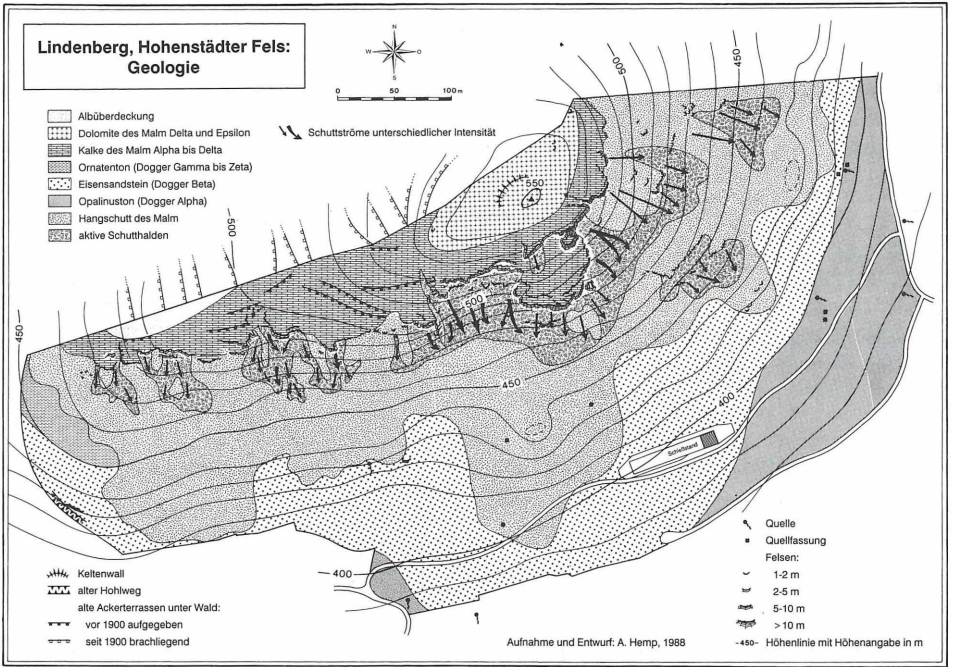 Lindenberg, Hohenstädter Fels:
Geologie
N
W
O
S
0 50 100 m
Albüberdeckung
Dolomite des Malm Delta und Epsilon
Kalke des Malm Alpha bis Delta
Ornatenton (Dogger Gamma bis Zeta)
Eisensandstein (Dogger Beta)
Opalinuston (Dogger Alpha)
Hangschutt des Malm
aktive Schutthalden
Schuttströme unterschiedlicher Intensität
500
450
550
500
500
450
450
400
Schießstand
400
Keltenwall
alter Hohlweg
alte Ackerterrassen unter Wald:
vor 1900 aufgegeben
seit 1900 brachliegend
Aufnahme und Entwurf: A. Hemp, 1988
Quelle
Quellfassung
Felsen:
1-2 m
2-5 m
5-10 m
>10 m
-450- Höhenlinie mit Höhenangabe in m